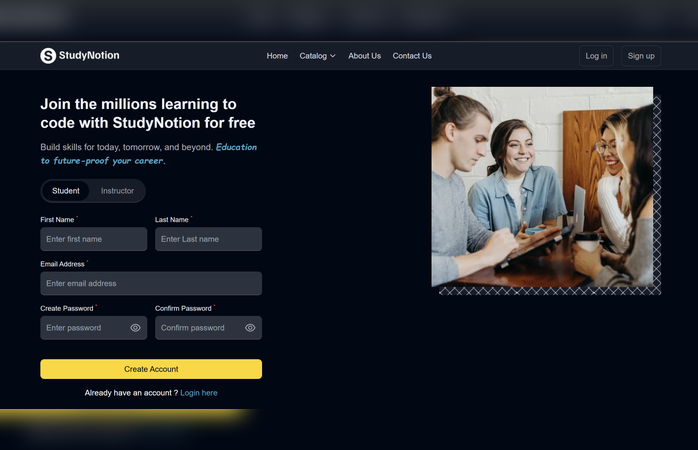 StudyNotion
Home Catalog About Us Contact Us
Log in Sign up
Join the millions learning to
code with StudyNotion for free
Build skills for today, tomorrow, and beyond. Education
to future-proof your career.
Student Instructor
First Name * Last Name *
Enter first name Enter Last name
Email Address *
Enter email address
Create Password * Confirm Password *
Enter password Confirm password
Create Account
Already have an account ? Login here